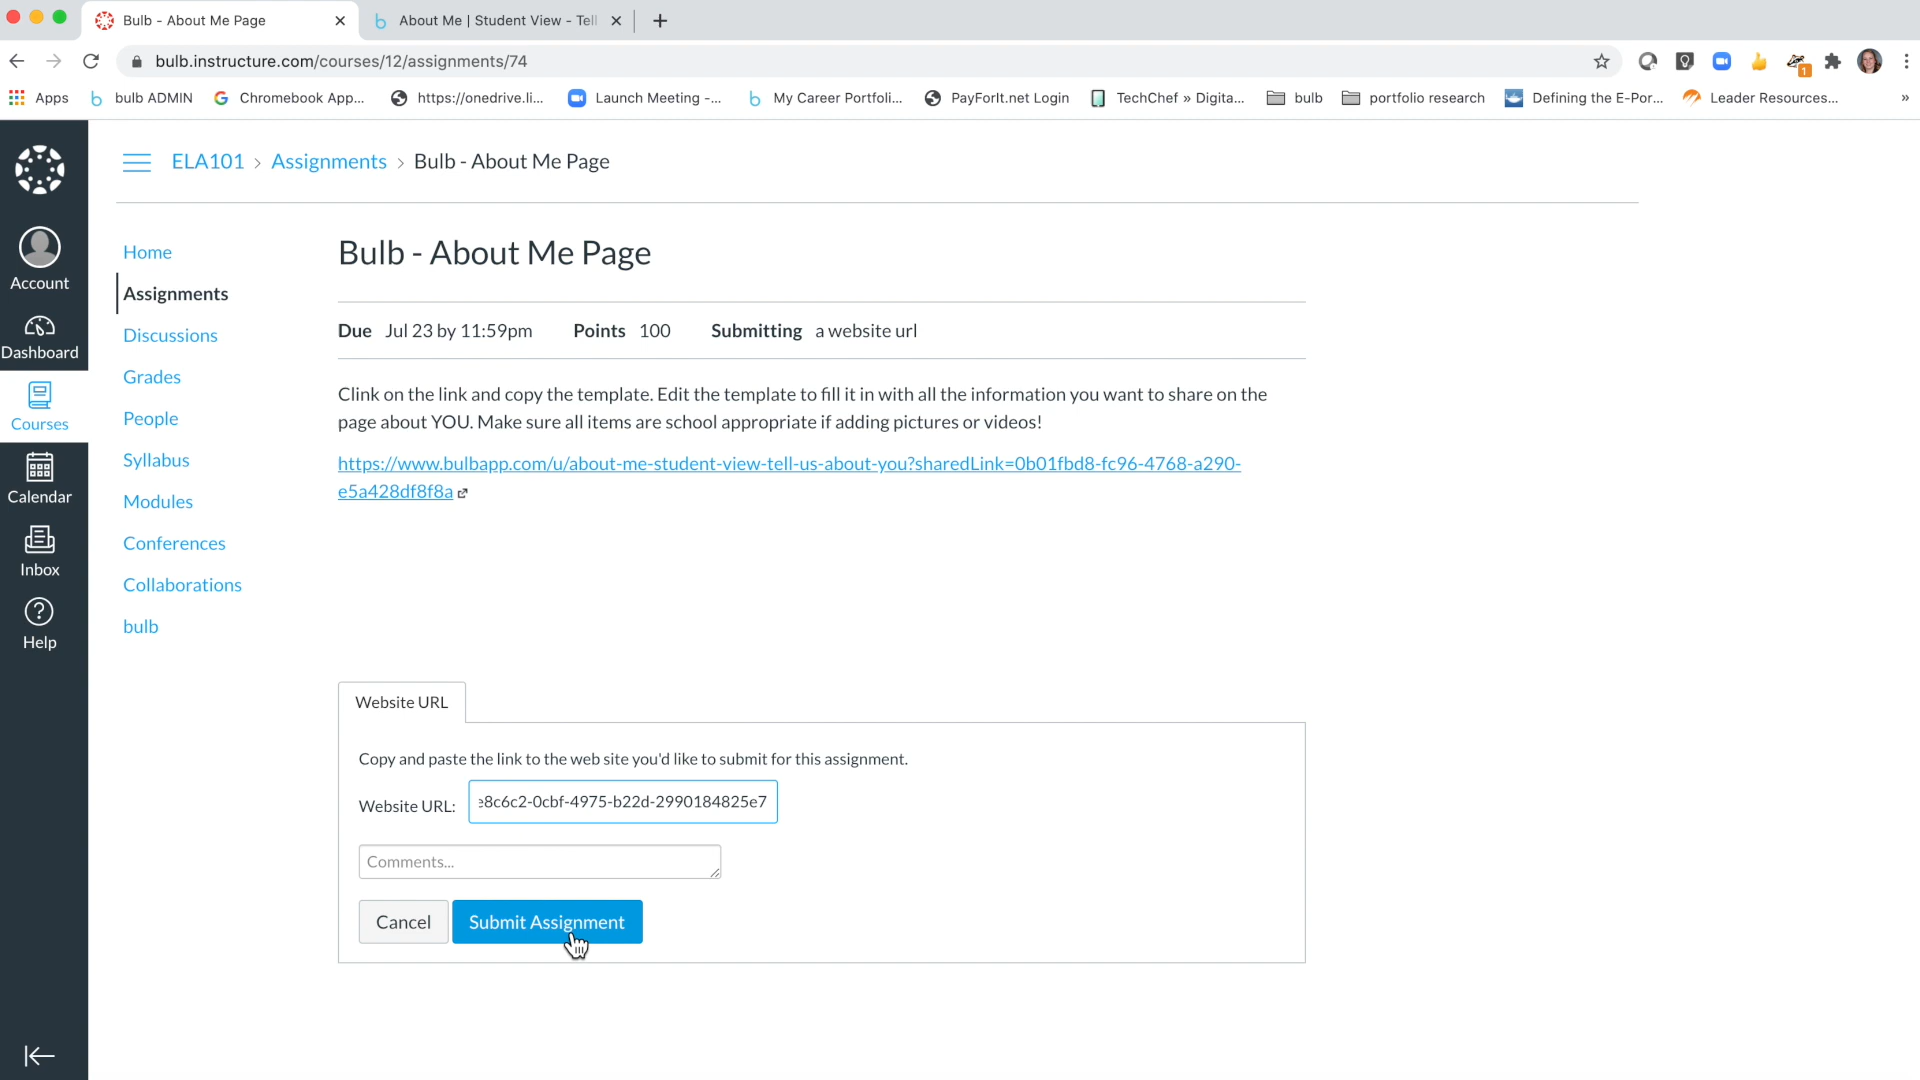 Bulb - About Me Page
About Me | Student View - Tell
bulb.instructure.com/courses/12/assignments/74
Apps
bulb ADMIN
Chromebook App...
https://onedrive.li...
Launch Meeting -...
My Career Portfoli...
PayForIt.net Login
TechChef » Digita...
bulb
portfolio research
Defining the E-Por...
Leader Resources...
»
1
ELA101 > Assignments > Bulb - About Me Page
Account
Dashboard
Courses
Calendar
Inbox
Help
Home
Assignments
Discussions
Grades
People
Syllabus
Modules
Conferences
Collaborations
bulb
Bulb - About Me Page
Due Jul 23 by 11:59pm Points 100 Submitting a website url
Clink on the link and copy the template. Edit the template to fill it in with all the information you want to share on the
page about YOU. Make sure all items are school appropriate if adding pictures or videos!
https://www.bulbapp.com/u/about-me-student-view-tell-us-about-you?sharedLink=0b01fbd8-fc96-4768-a290-
e5a428df8f8a
Website URL
Copy and paste the link to the web site you'd like to submit for this assignment.
Website URL: e8c6c2-0cbf-4975-b22d-2990184825e7
Comments...
Cancel
Submit Assignment